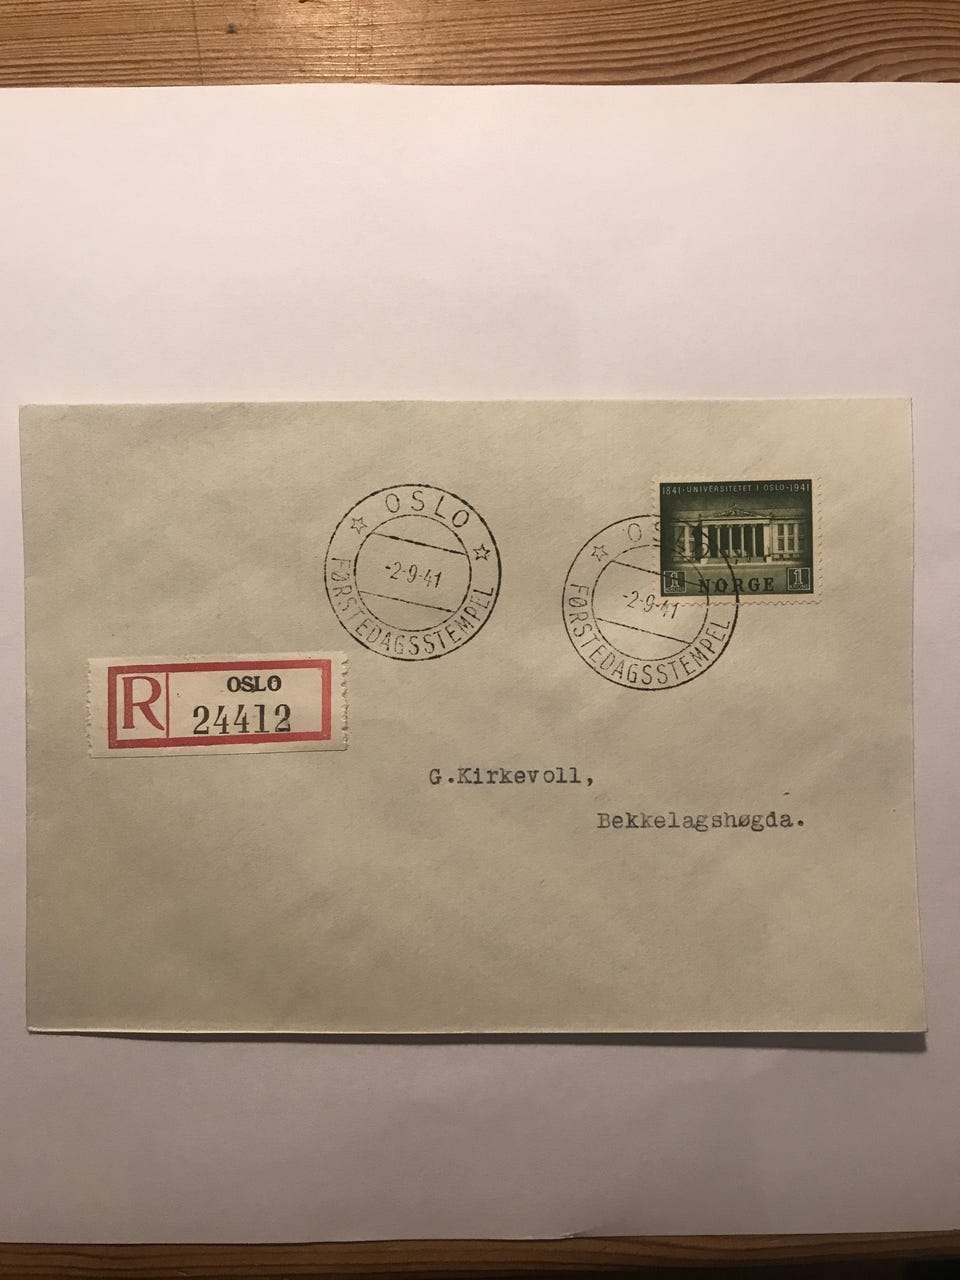 1841-UNIVERSITETET I OSLO-1941
1 NORGE 1
OSLO
-2-9-41
FØRSTEDAGSSTEMPEL
-2-9-41
FØRSTEDAGSSTEMPEL
R OSLO
24412
G.Kirkevoll,
Bekkelagshøgda.